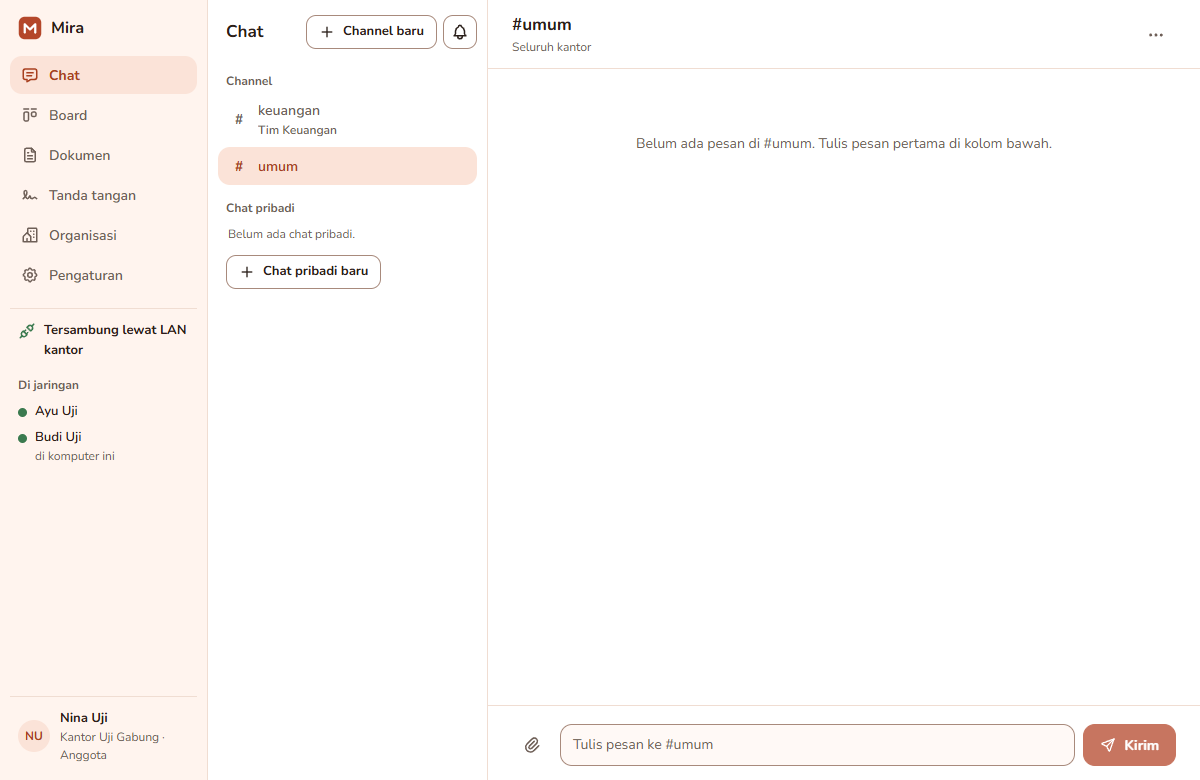 Mira
Chat
Board
Dokumen
Tanda tangan
Organisasi
Pengaturan
Tersambung lewat LAN
kantor
Di jaringan
Ayu Uji
Budi Uji
di komputer ini
NU
Nina Uji
Kantor Uji Gabung ·
Anggota
Chat
Channel baru
Channel
# keuangan
Tim Keuangan
# umum
Chat pribadi
Belum ada chat pribadi.
Chat pribadi baru
#umum
Seluruh kantor
Belum ada pesan di #umum. Tulis pesan pertama di kolom bawah.
Tulis pesan ke #umum
Kirim